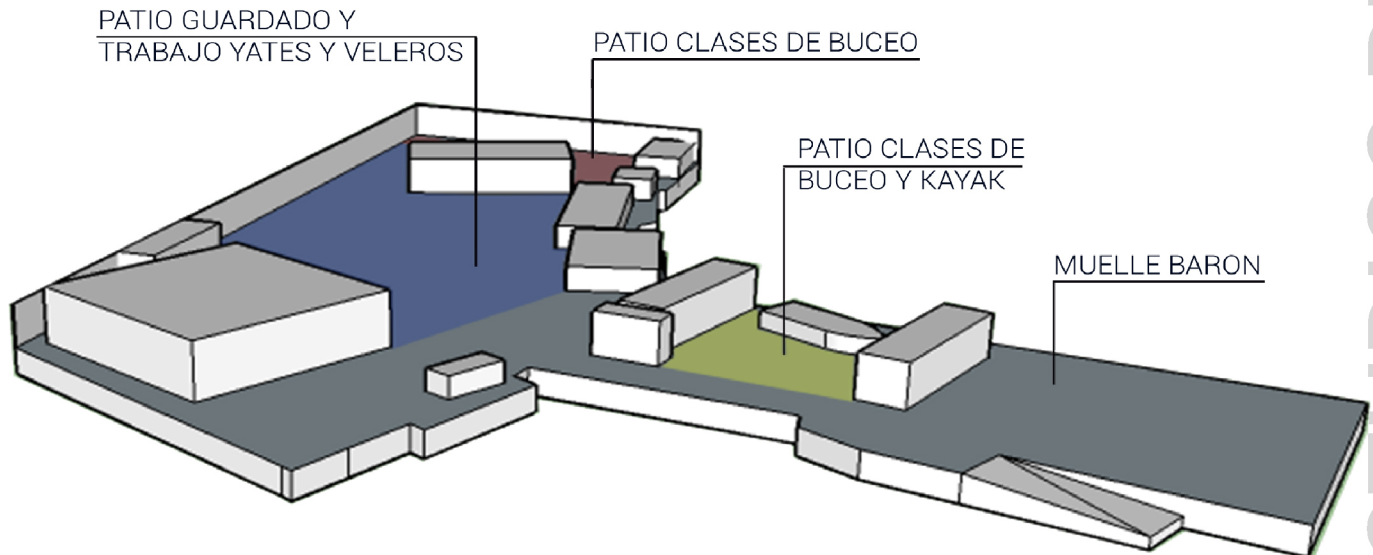 PATIO GUARDADO Y
TRABAJO YATES Y VELEROS
PATIO CLASES DE BUCEO
PATIO CLASES DE
BUCEO Y KAYAK
MUELLE BARON